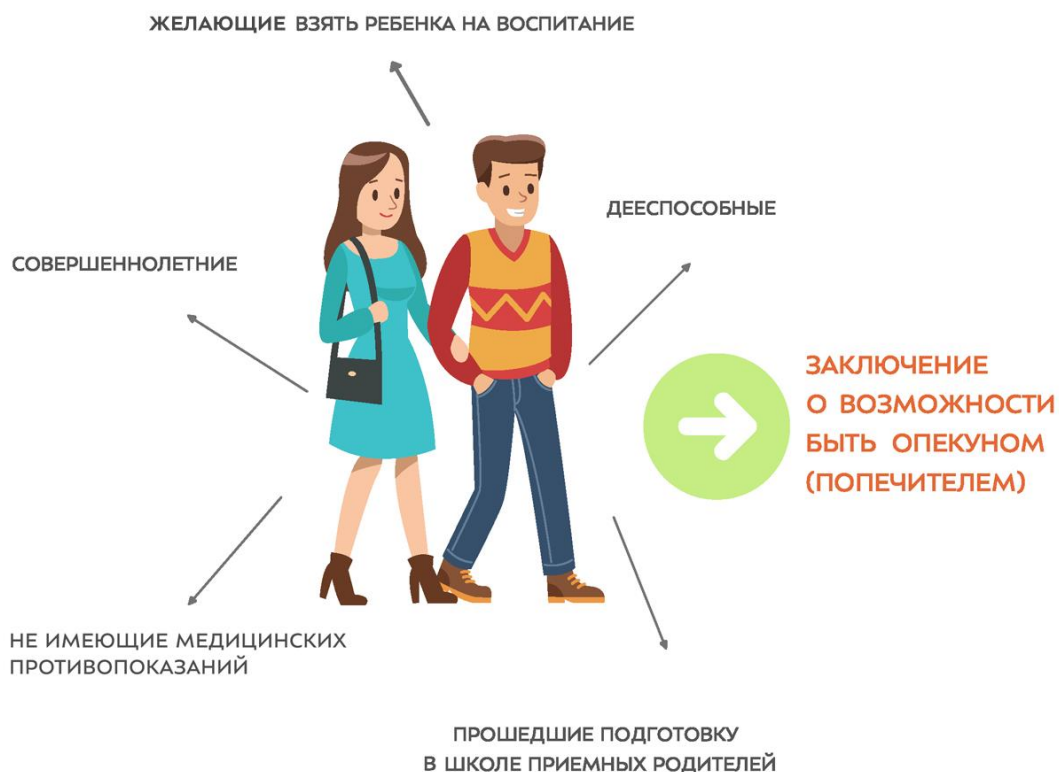 ЖЕЛАЮЩИЕ ВЗЯТЬ РЕБЕНКА НА ВОСПИТАНИЕ
ДЕЕСПОСОБНЫЕ
СОВЕРШЕННОЛЕТНИЕ
ЗАКЛЮЧЕНИЕ
О ВОЗМОЖНОСТИ
БЫТЬ ОПЕКУНОМ
(ПОПЕЧИТЕЛЕМ)
НЕ ИМЕЮЩИЕ МЕДИЦИНСКИХ
ПРОТИВОПОКАЗАНИЙ
ПРОШЕДШИЕ ПОДГОТОВКУ
В ШКОЛЕ ПРИЕМНЫХ РОДИТЕЛЕЙ